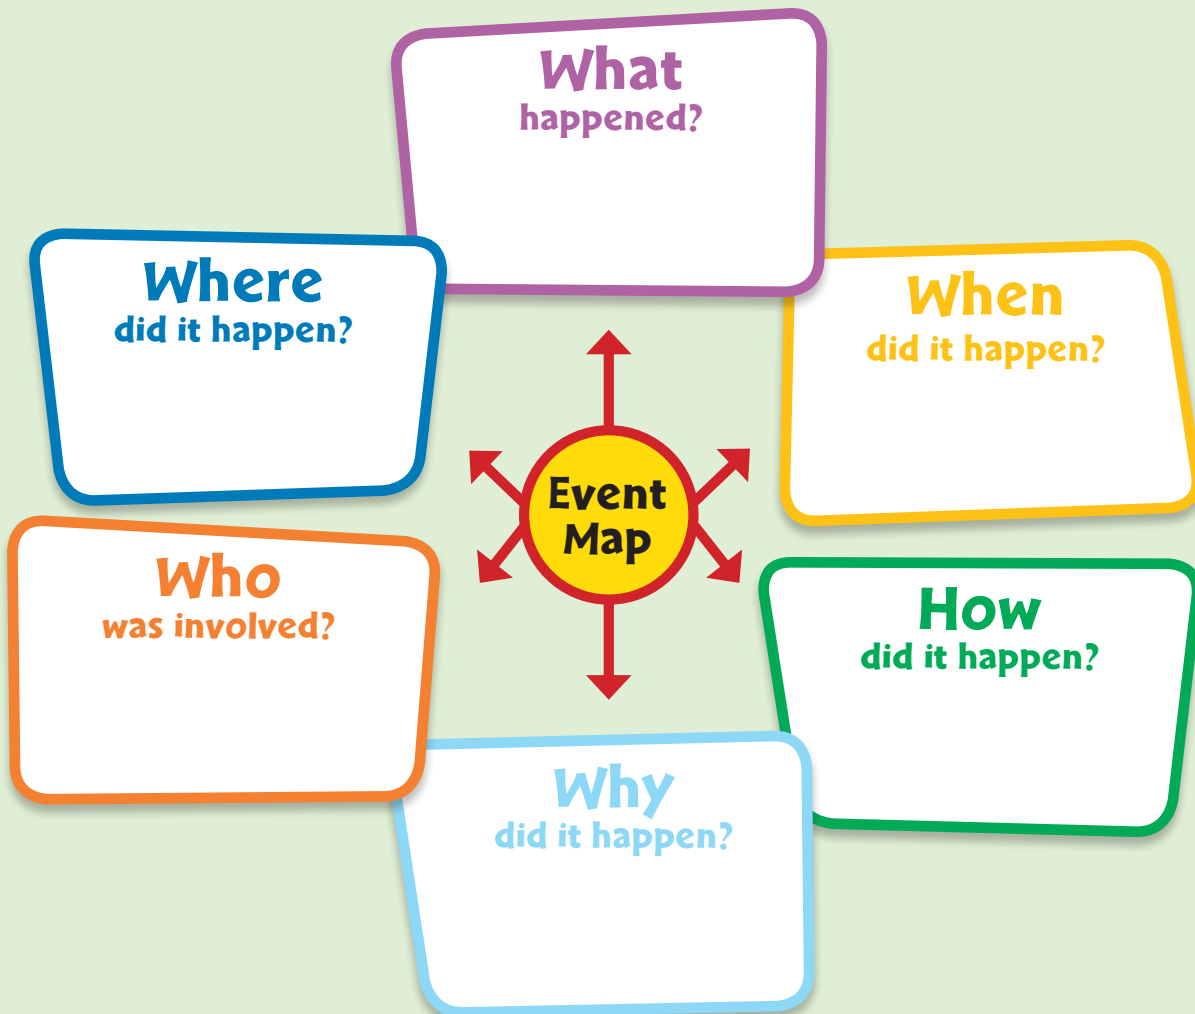 What
happened?
Where
did it happen?
When
did it happen?
Event
Map
Who
was involved?
How
did it happen?
Why
did it happen?